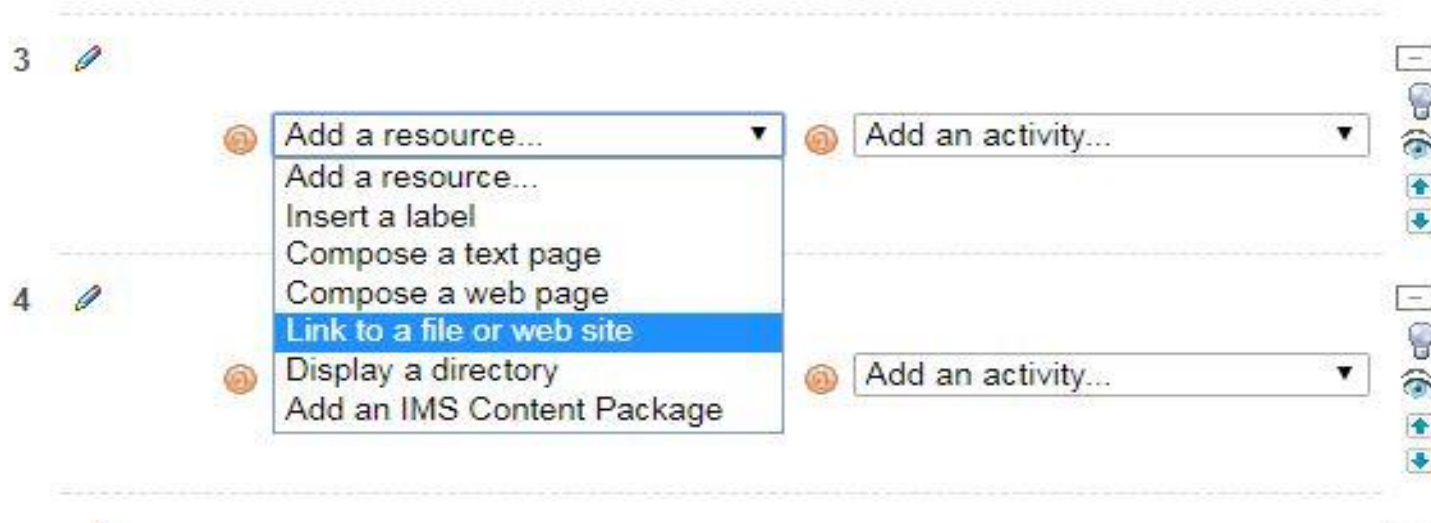 3
Add a resource... Add an activity...
Add a resource...
Insert a label
Compose a text page
Compose a web page
4
Link to a file or web site
Display a directory Add an activity...
Add an IMS Content Package